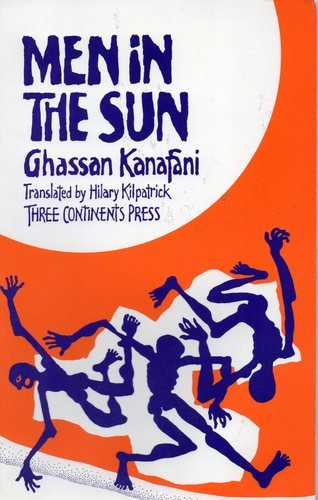 MEN iN
THE SUN
Ghassan Kanafani
Translated by Hilary Kilpatrick
THREE CONTINENTS PRESS